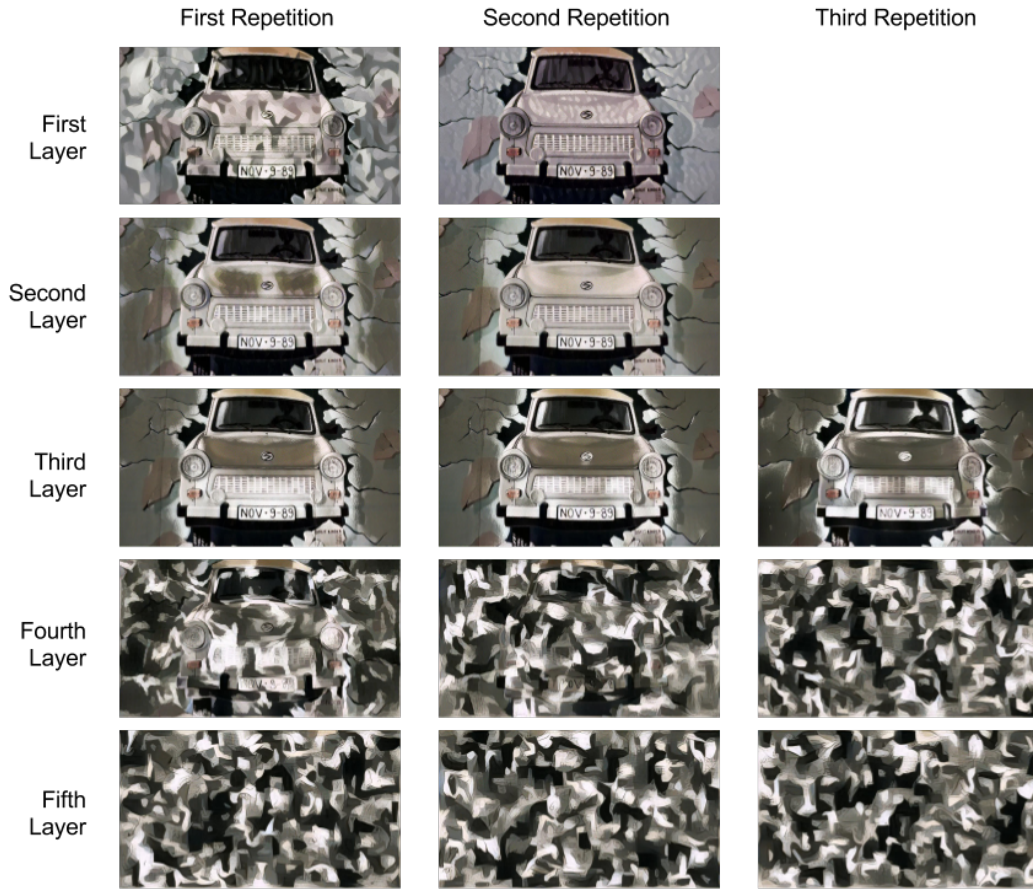 First Repetition Second Repetition Third Repetition
First
Layer
NOV•9-89
NOV•9-89
Second
Layer
NOV•9-89
NOV•9-89
Third
Layer
NOV•9-89
NOV•9-89
NOV•9-89
Fourth
Layer
Fifth
Layer